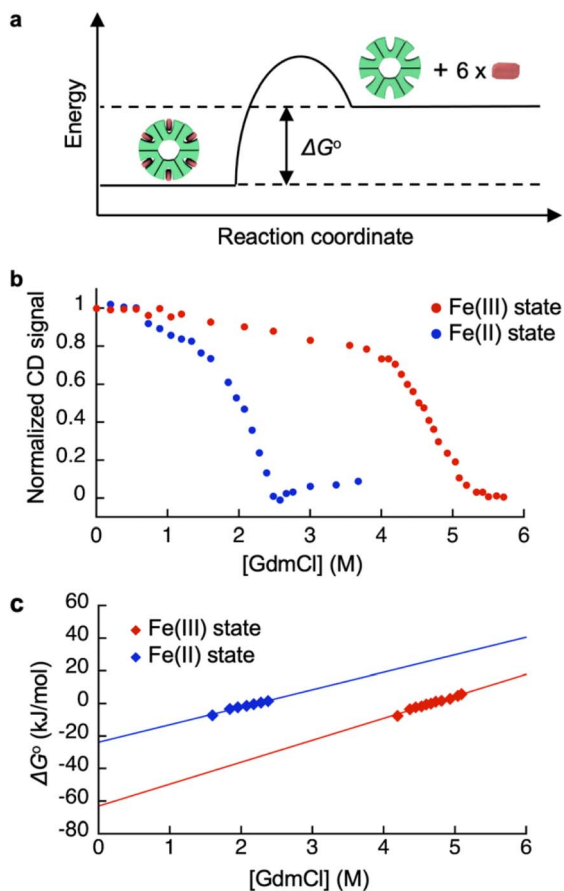 a
Energy
ΔG°
+ 6 x
Reaction coordinate
b
Normalized CD signal
1
0.8
0.6
0.4
0.2
0
Fe(III) state
Fe(II) state
0 1 2 3 4 5 6
[GdmCl] (M)
c
ΔG° (kJ/mol)
60
40
20
0
-20
-40
-60
-80
Fe(III) state
Fe(II) state
0 1 2 3 4 5 6
[GdmCl] (M)